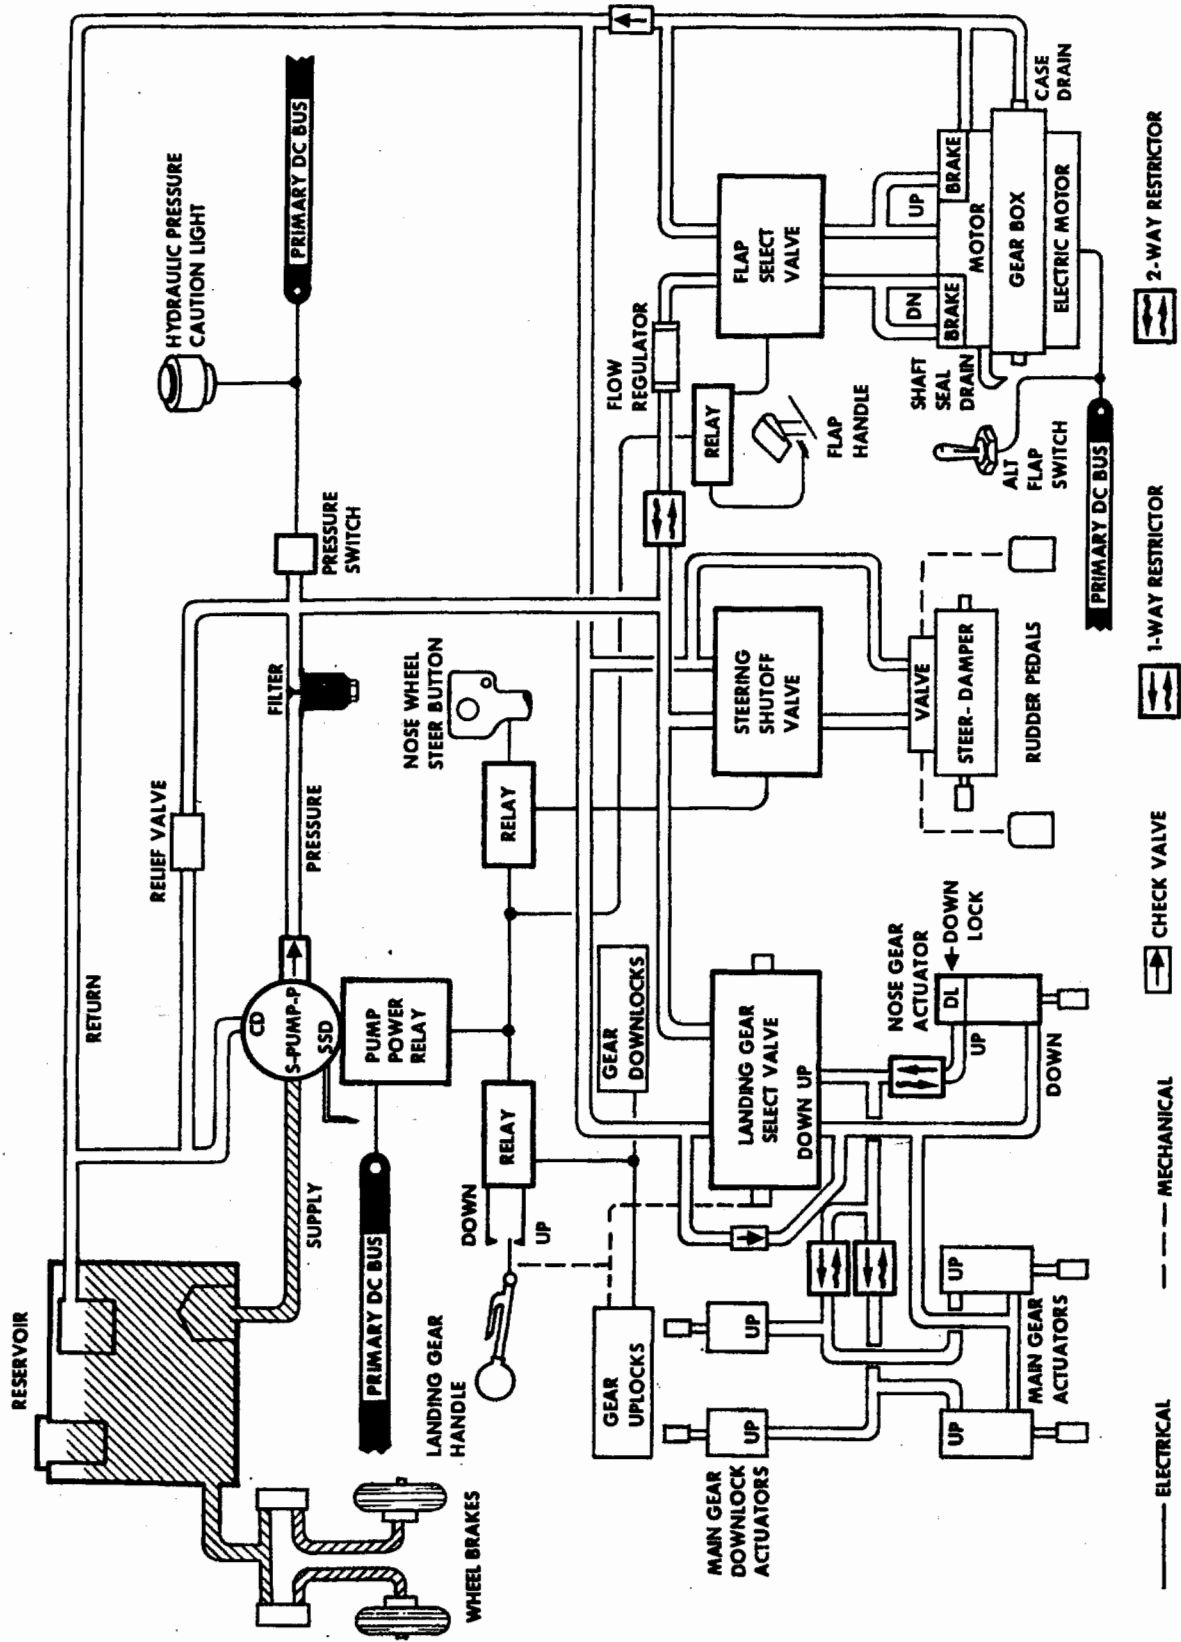 RESERVOIR
RETURN
SUPPLY
WHEEL BRAKES
CD
S-PUMP-P
SSD
PUMP
POWER
RELAY
PRIMARY DC BUS
RELIEF VALVE
PRESSURE
FILTER
PRESSURE
SWITCH
HYDRAULIC PRESSURE
CAUTION LIGHT
PRIMARY DC BUS
LANDING GEAR
HANDLE
DOWN
UP
RELAY
RELAY
NOSE WHEEL
STEER BUTTON
GEAR
UPLOCKS
GEAR
DOWNLOCKS
MAIN GEAR
DOWNLOCK
ACTUATORS
UP
UP
LANDING GEAR
SELECT VALVE
DOWN UP
STEERING
SHUTOFF
VALVE
FLOW
REGULATOR
RELAY
FLAP
HANDLE
FLAP
SELECT
VALVE
UP
UP
MAIN GEAR
ACTUATORS
NOSE GEAR
ACTUATOR
DL
DOWN
LOCK
UP
DOWN
VALVE
STEER-DAMPER
RUDDER PEDALS
ALT
FLAP
SWITCH
PRIMARY DC BUS
SHAFT
SEAL
DRAIN
DN
UP
BRAKE
BRAKE
MOTOR
GEAR BOX
ELECTRIC MOTOR
CASE
DRAIN
ELECTRICAL
MECHANICAL
CHECK VALVE
1-WAY RESTRICTOR
2-WAY RESTRICTOR